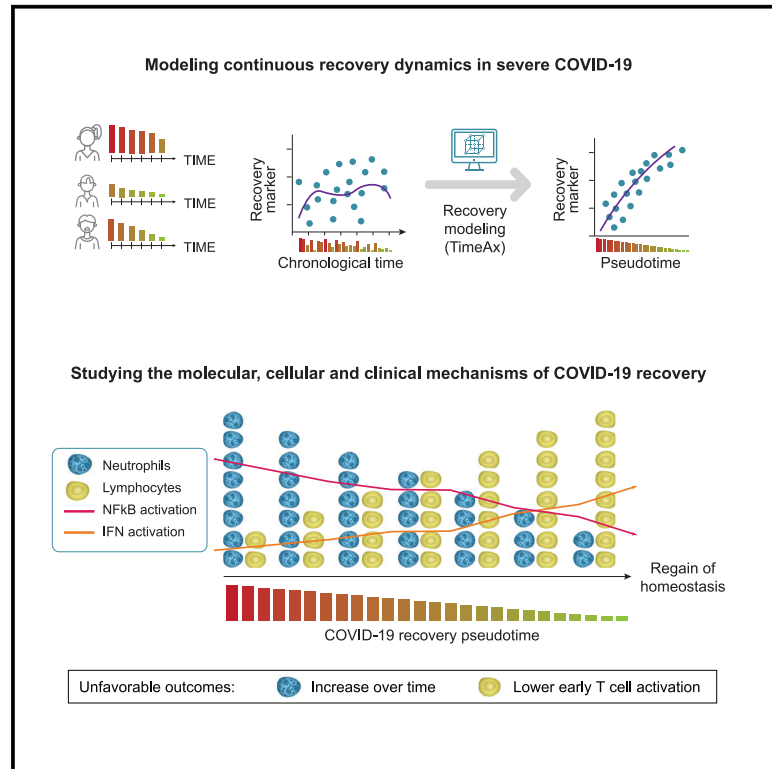 Modeling continuous recovery dynamics in severe COVID-19
TIME
TIME
TIME
Recovery
marker
Chronological time
Recovery
modeling
(TimeAx)
Recovery
marker
Pseudotime
Studying the molecular, cellular and clinical mechanisms of COVID-19 recovery
Neutrophils
Lymphocytes
NFkB activation
IFN activation
Regain of
homeostasis
COVID-19 recovery pseudotime
Unfavorable outcomes:
Increase over time
Lower early T cell activation